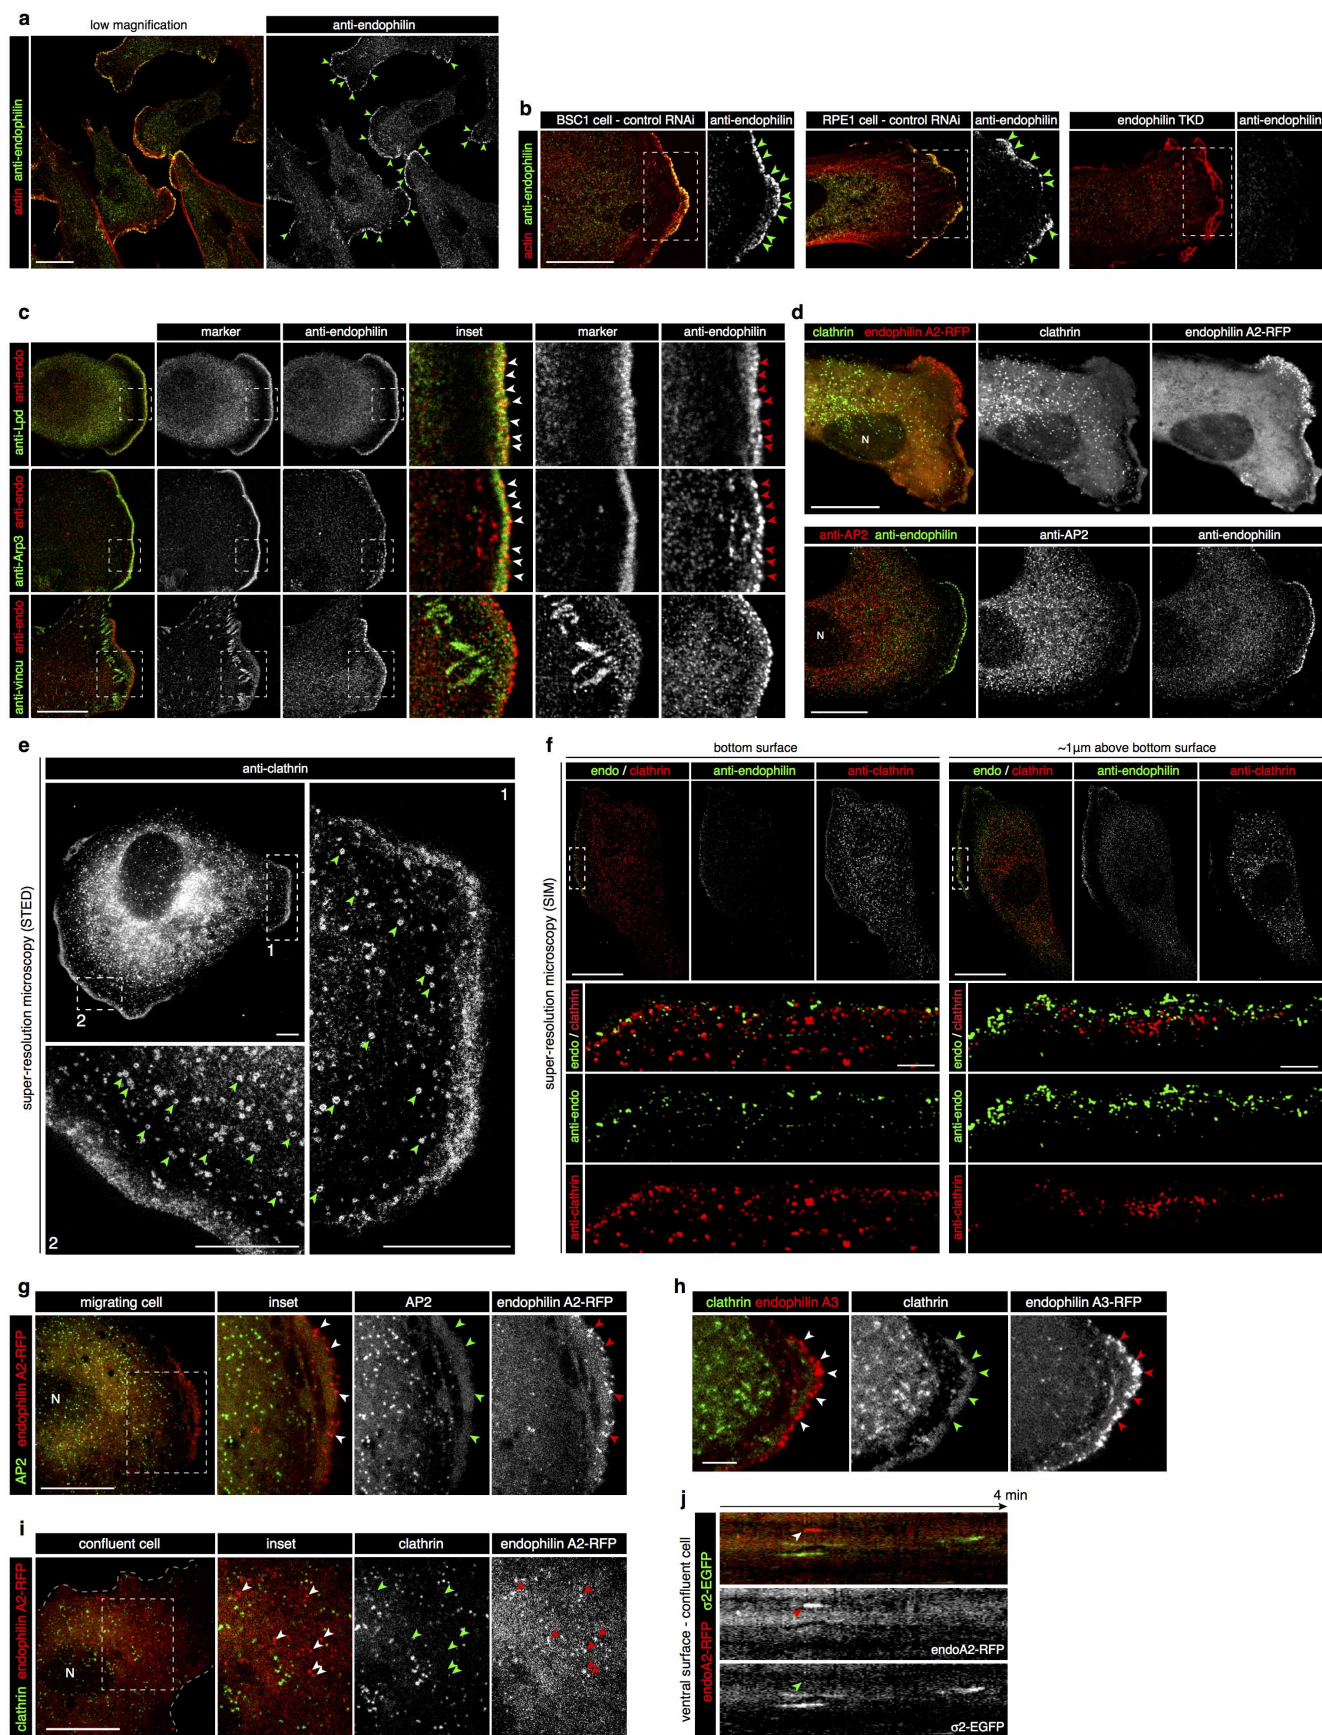 a
low magnification
anti-endophilin
actin anti-endophilin
b
BSC1 cell - control RNAi
anti-endophilin
RPE1 cell - control RNAi
anti-endophilin
endophilin TKD
anti-endophilin
actin anti-endophilin
c
marker
anti-endophilin
inset
marker
anti-endophilin
anti-Lpd anti-endo
anti-Arp3 anti-endo
anti-vincu anti-endo
d
clathrin endophilin A2-RFP
clathrin
endophilin A2-RFP
N
anti-AP2 anti-endophilin
anti-AP2
anti-endophilin
N
e
anti-clathrin
super-resolution microscopy (STED)
1
2
1
2
f
bottom surface
~1µm above bottom surface
endo / clathrin
anti-endophilin
anti-clathrin
endo / clathrin
anti-endophilin
anti-clathrin
super-resolution microscopy (SIM)
endo / clathrin
anti-endo
anti-clathrin
endo / clathrin
anti-endo
anti-clathrin
g
migrating cell
inset
AP2
endophilin A2-RFP
AP2 endophilin A2-RFP
N
h
clathrin endophilin A3
clathrin
endophilin A3-RFP
i
confluent cell
inset
clathrin
endophilin A2-RFP
clathrin endophilin A2-RFP
N
j
4 min
ventral surface - confluent cell
endoA2-RFP σ2-EGFP
endoA2-RFP
σ2-EGFP